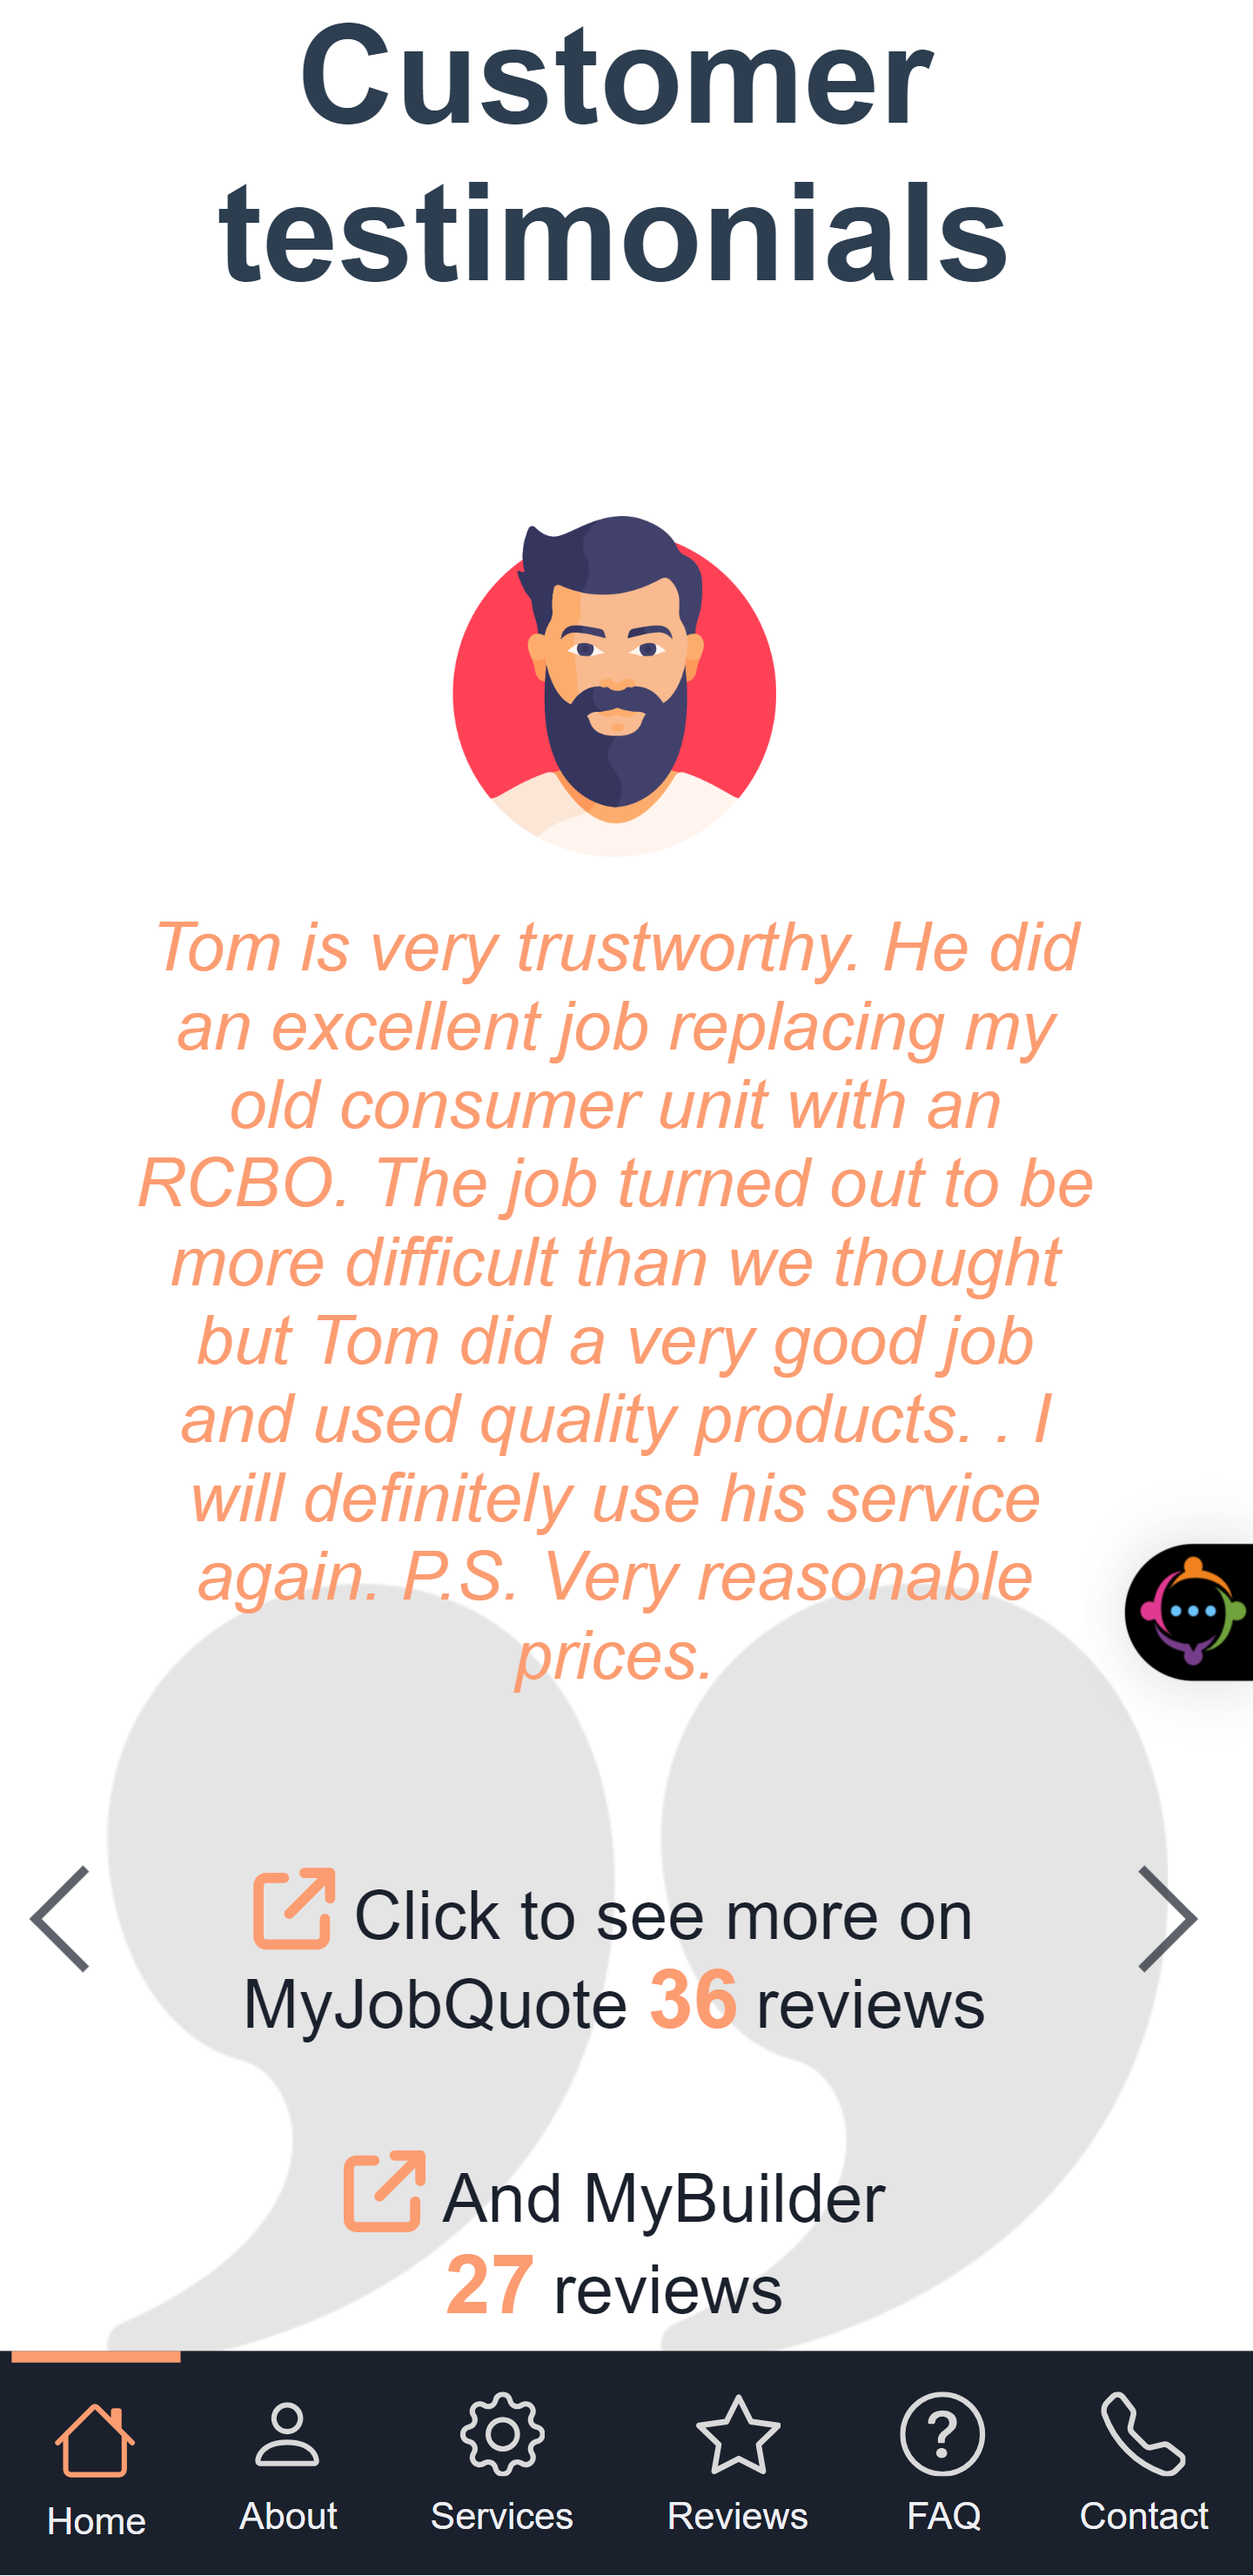 Customer
testimonials
Tom is very trustworthy. He did
an excellent job replacing my
old consumer unit with an
RCBO. The job turned out to be
more difficult than we thought
but Tom did a very good job
and used quality products. . I
will definitely use his service
again. P.S. Very reasonable
prices.
Click to see more on
MyJobQuote 36 reviews
And MyBuilder
27 reviews
Home About Services Reviews FAQ Contact